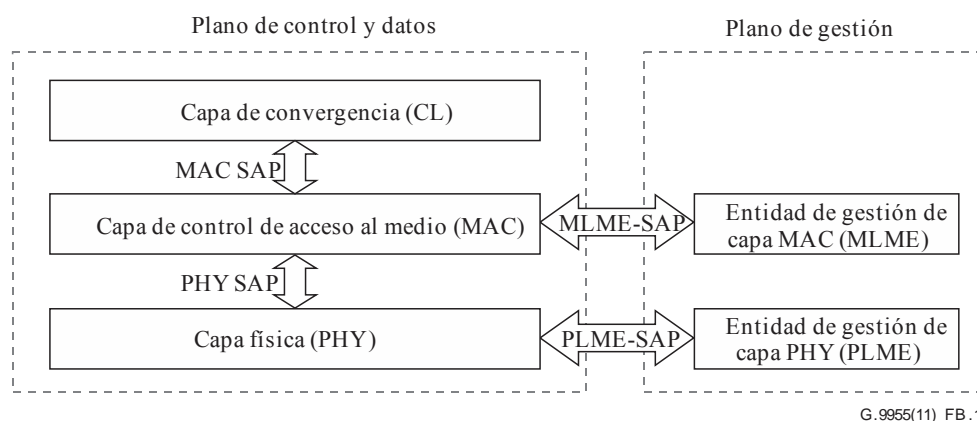 Plano de control y datos
Plano de gestión
Capa de convergencia (CL)
MAC SAP
Capa de control de acceso al medio (MAC)
MLME-SAP
Entidad de gestión de
capa MAC (MLME)
PHY SAP
Capa física (PHY)
PLME-SAP
Entidad de gestión de
capa PHY (PLME)
G.9955(11)_FB.1